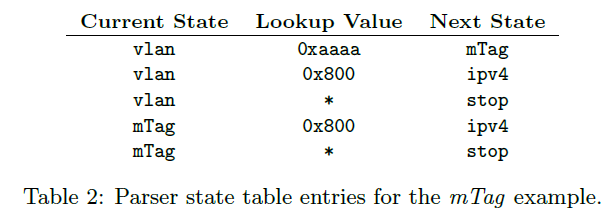 Current State Lookup Value Next State
vlan 0xaaaa mTag
vlan 0x800 ipv4
vlan * stop
mTag 0x800 ipv4
mTag * stop
Table 2: Parser state table entries for the mTag example.